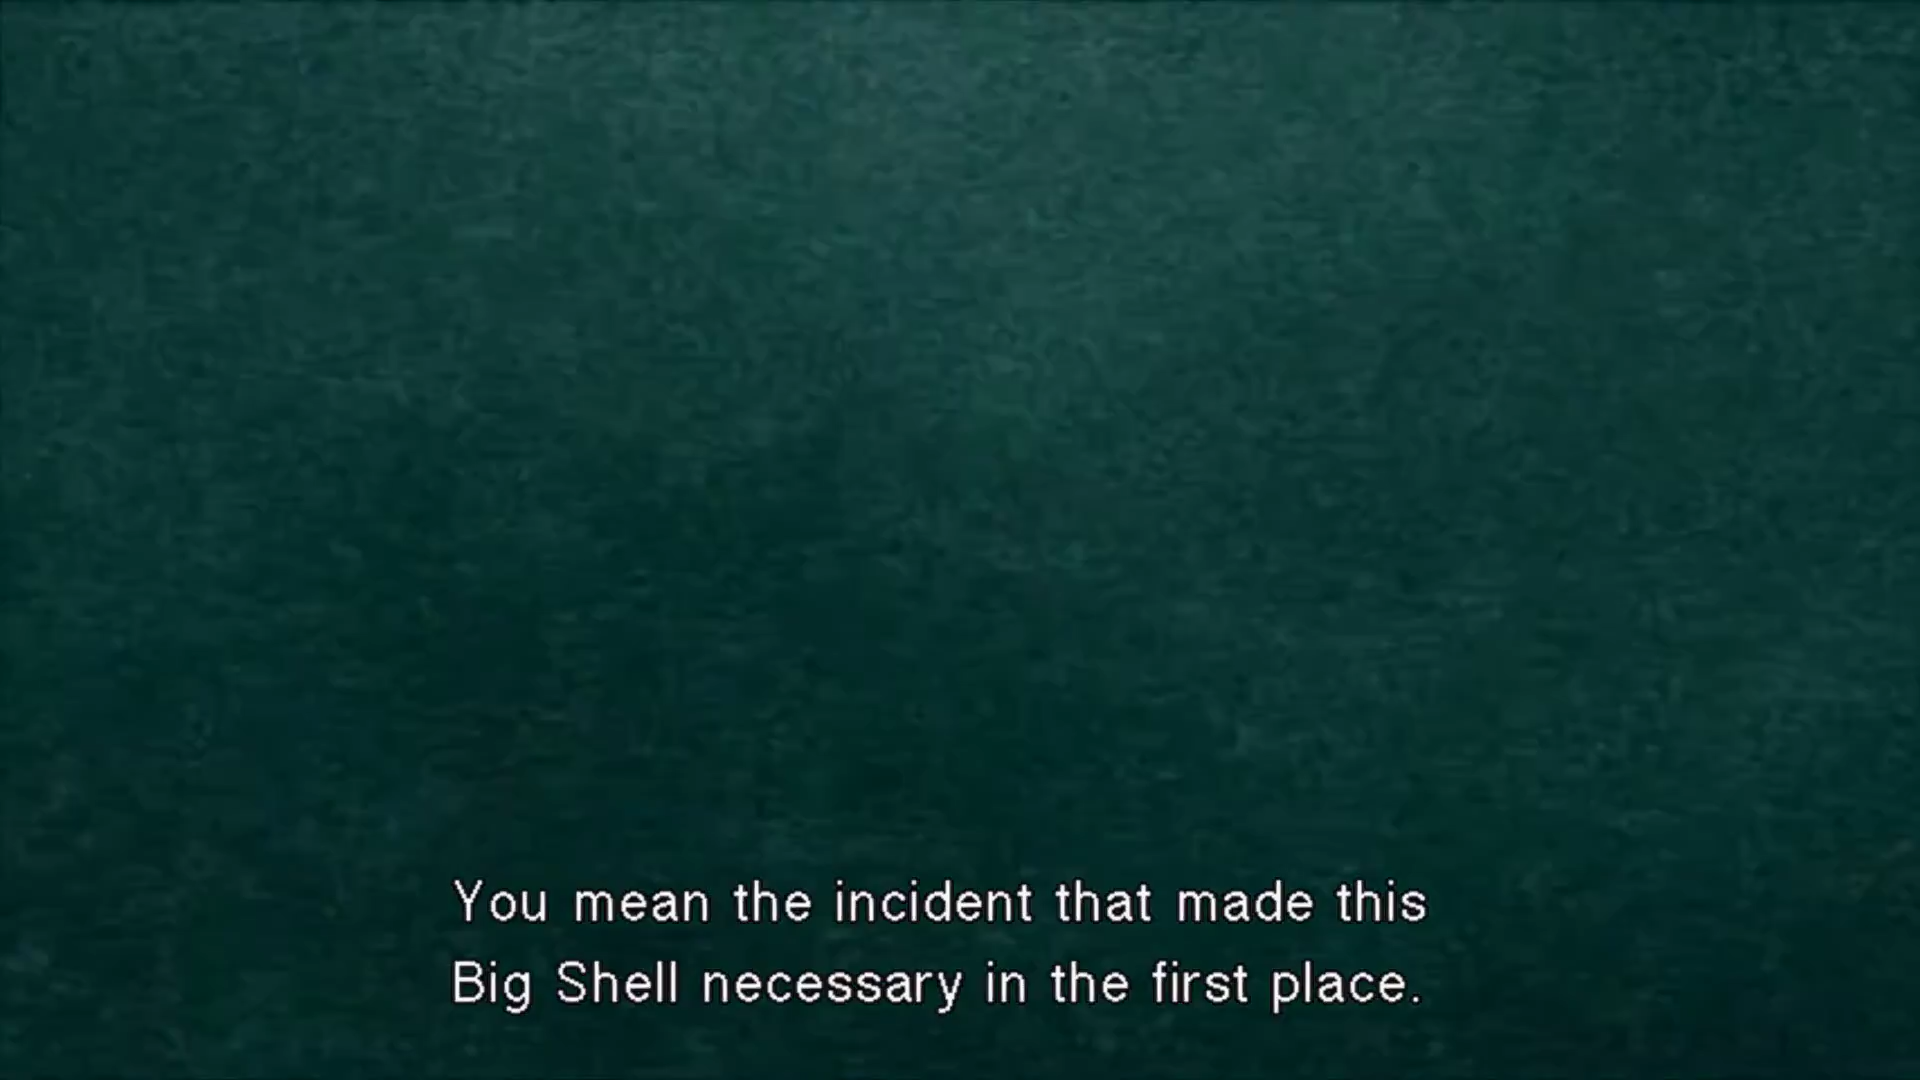 You mean the incident that made this
Big Shell necessary in the first place.